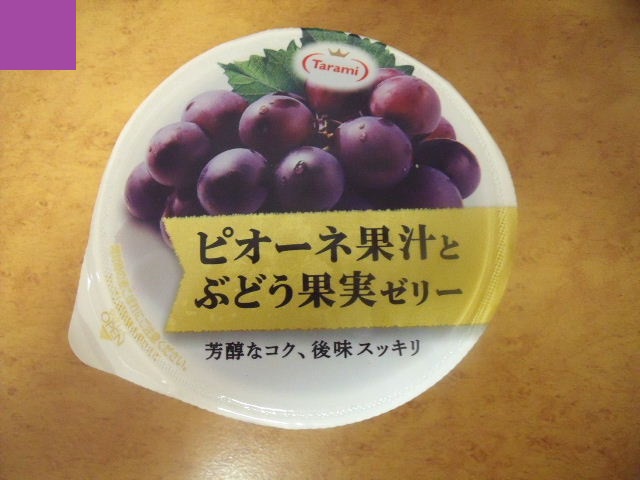 Tarami
ピオーネ果汁と
ぶどう果実ゼリー
芳醇なコク、後味スッキリ
OPEN